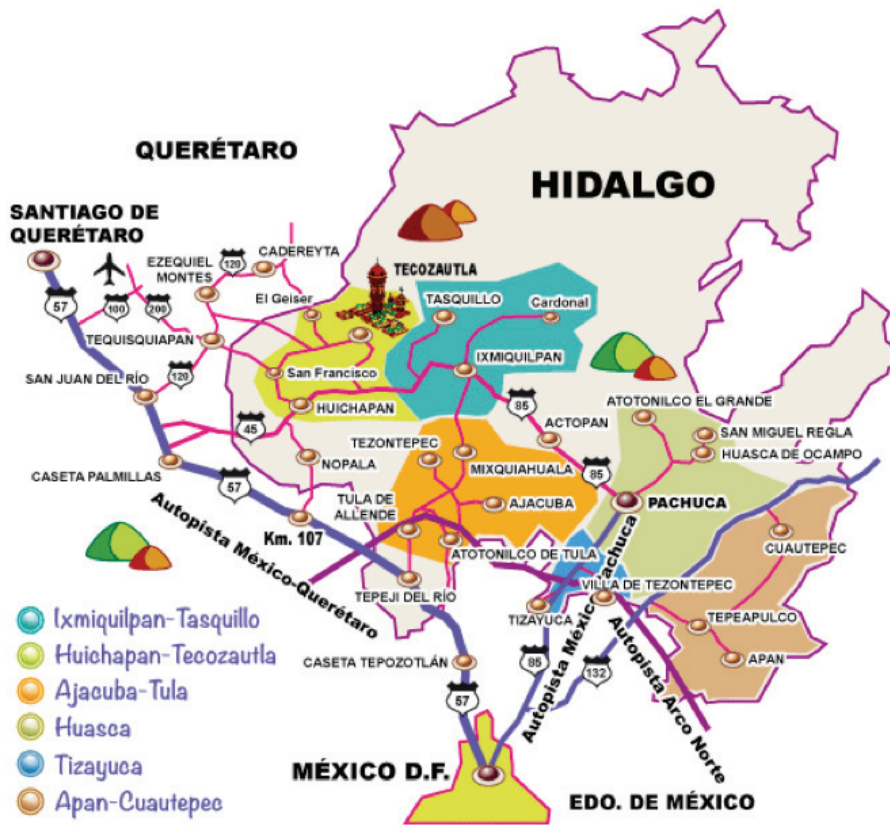 QUERÉTARO
HIDALGO
SANTIAGO DE
QUERÉTARO
EZEQUIEL
MONTES
120
CADEREYTA
TECOZAUTLA
El Geiser
TASQUILLO
Cardonal
57
100
200
TEQUISQUIAPAN
IXMIQUILPAN
SAN JUAN DEL RÍO
120
San Francisco
HUICHAPAN
85
ACTOPAN
ATOTONILCO EL GRANDE
SAN MIGUEL REGLA
HUASCA DE OCAMPO
45
TEZONTEPEC
MIXQUIAHUALA
85
CASETA PALMILLAS
NOPALA
57
TULA DE
ALLENDE
AJACUBA
PACHUCA
Km. 107
Autopista México-Querétaro
ATOTONILCO DE TULA
CUAUTEPEC
TEPEJI DEL RÍO
VILLA DE TEZONTEPEC
TIZAYUCA
TEPEAPULCO
APAN
CASETA TEPOZOTLÁN
85
132
57
Autopista México-Pachuca
Autopista Arco Norte
MÉXICO D.F.
EDO. DE MÉXICO
Ixmiquilpan-Tasquillo
Huichapan-Tecozautla
Ajacuba-Tula
Huasca
Tizayuca
Apan-Cuautepec